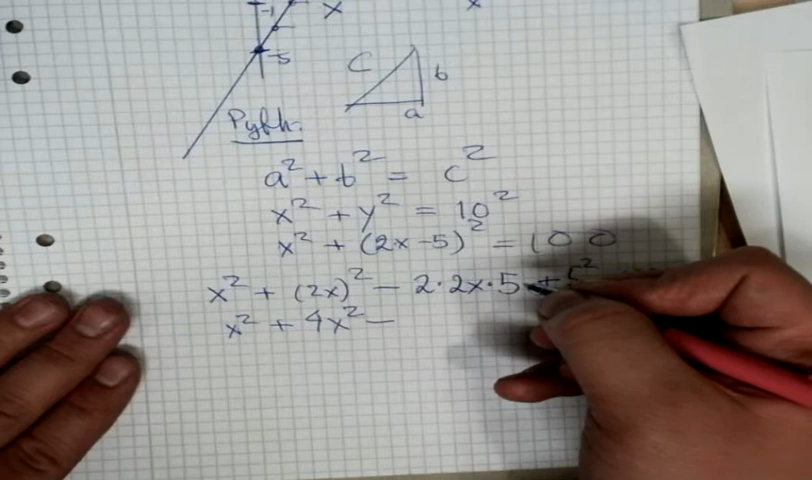 -1
x
x
-5
C
b
a
Pyth.
a² + b² = c²
x² + y² = 10²
x² + (2x - 5)² = 100
x² + (2x)² - 2·2x·5 + 5²
x² + 4x² -